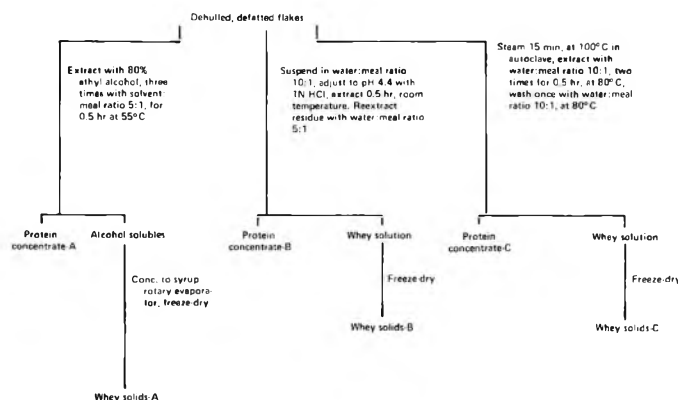 Dehulled, defatted flakes
Extract with 80%
ethyl alcohol, three
times with solvent:
meal ratio 5:1, for
0.5 hr at 55°C
Suspend in water:meal ratio
10:1, adjust to pH 4.4 with
1N HCl, extract 0.5 hr, room
temperature. Reextract
residue with water:meal ratio
5:1
Steam 15 min, at 100°C in
autoclave, extract with
water:meal ratio 10:1, two
times for 0.5 hr, at 80°C,
wash once with water:meal
ratio 10:1, at 80°C
Protein
concentrate-A
Alcohol solubles
Protein
concentrate-B
Whey solution
Protein
concentrate-C
Whey solution
Conc. to syrup
rotary evapora-
tor, freeze-dry
Freeze-dry
Freeze-dry
Whey solids-B
Whey solids-C
Whey solids-A